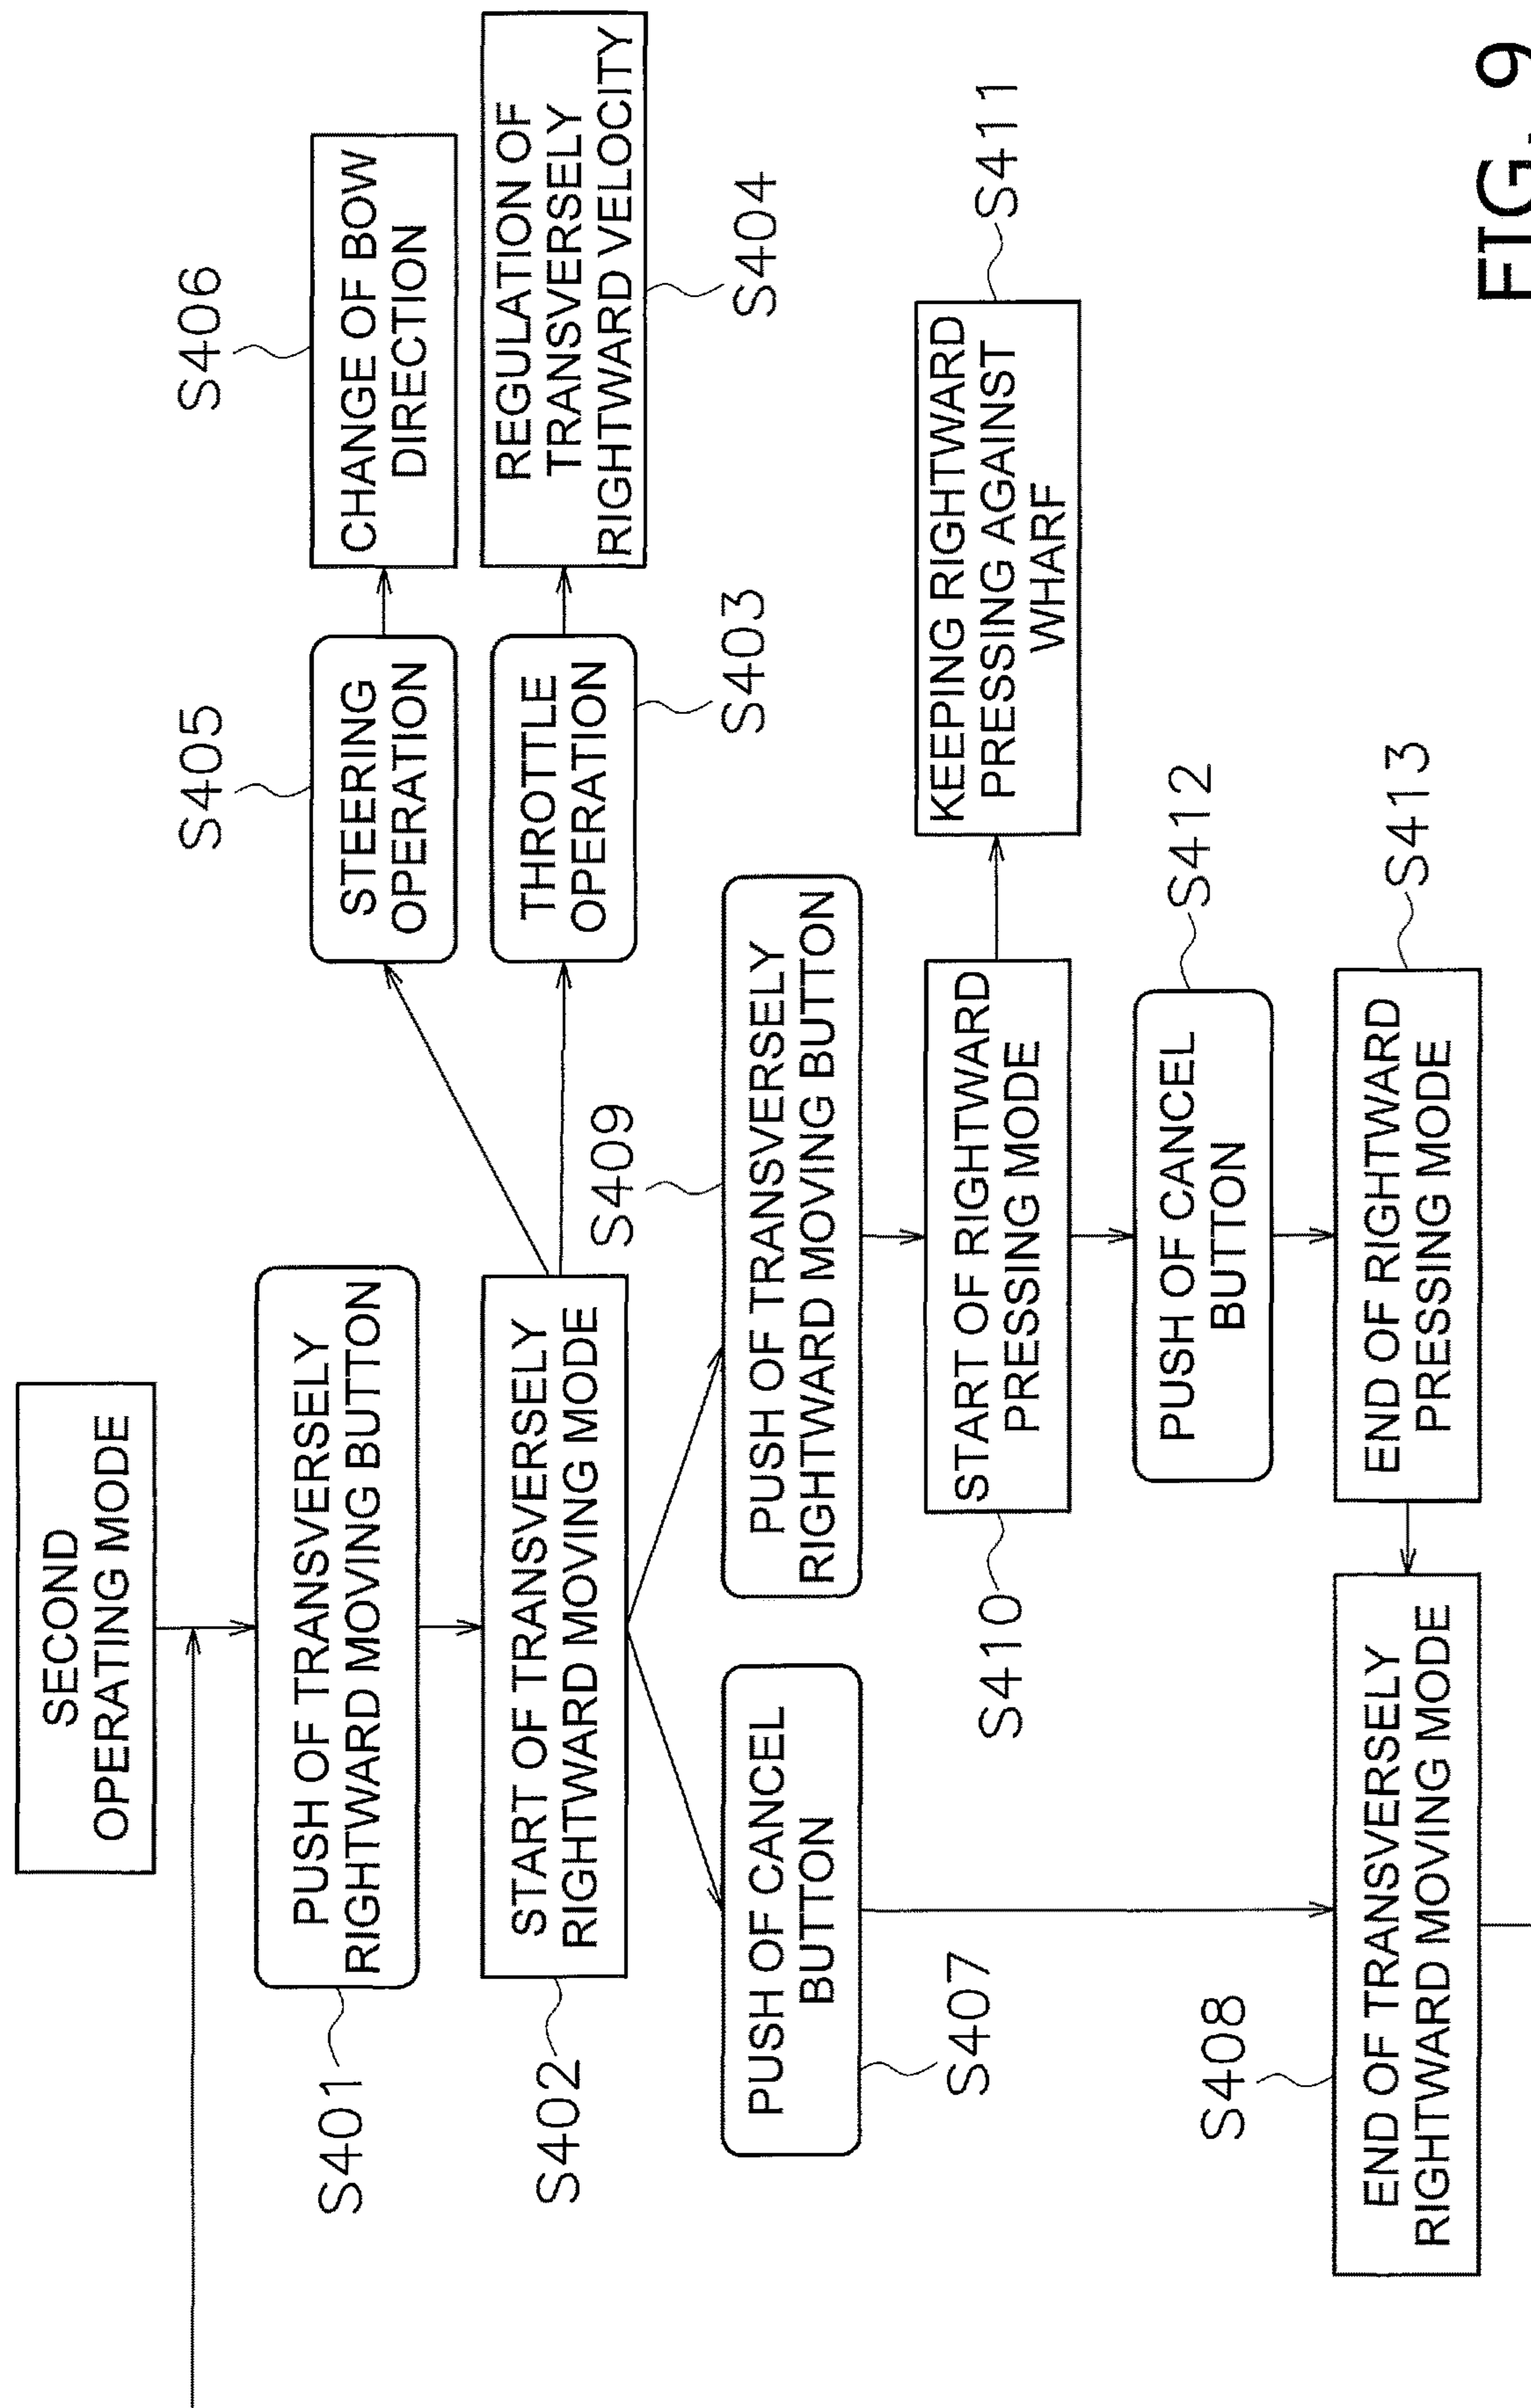 SECOND
OPERATING MODE
S401
PUSH OF TRANSVERSELY
RIGHTWARD MOVING BUTTON
S402
START OF TRANSVERSELY
RIGHTWARD MOVING MODE
S405
STEERING
OPERATION
S406
CHANGE OF BOW
DIRECTION
THROTTLE
OPERATION
S403
REGULATION OF
TRANSVERSELY
RIGHTWARD VELOCITY
S404
PUSH OF CANCEL
BUTTON
S407
S409
PUSH OF TRANSVERSELY
RIGHTWARD MOVING BUTTON
S410
START OF RIGHTWARD
PRESSING MODE
KEEPING RIGHTWARD
PRESSING AGAINST
WHARF
S411
PUSH OF CANCEL
BUTTON
S412
S408
END OF TRANSVERSELY
RIGHTWARD MOVING MODE
END OF RIGHTWARD
PRESSING MODE
S413
FIG. 9